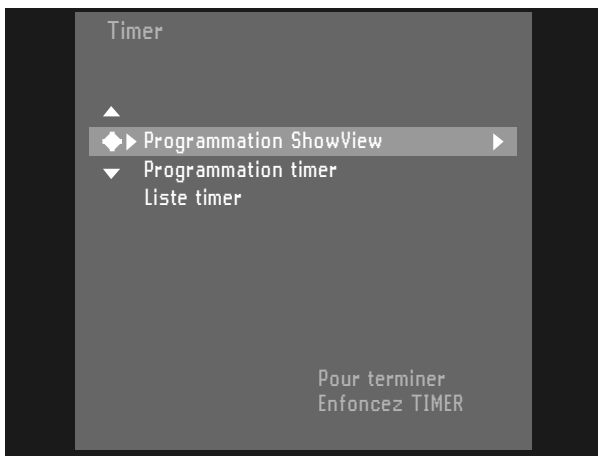 Timer
Programmation ShowView
Programmation timer
Liste timer
Pour terminer
Enfoncez TIMER